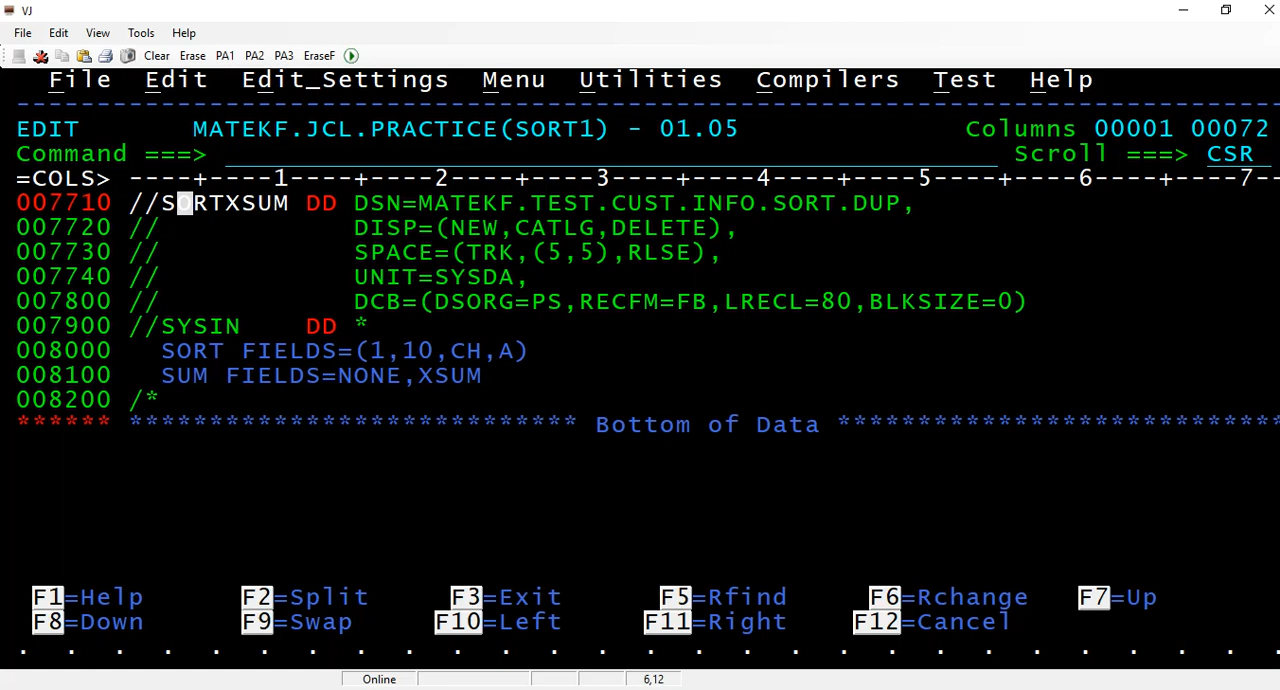 VJ
File Edit View Tools Help
Clear Erase PA1 PA2 PA3 EraseF
File Edit Edit_Settings Menu Utilities Compilers Test Help
--------------------------------------------------------------------------------
EDIT MATEKF.JCL.PRACTICE(SORT1) - 01.05 Columns 00001 00072
Command ===> Scroll ===> CSR
=COLS> ----+----1----+----2----+----3----+----4----+----5----+----6----+----7--
007710 //SORTXSUM DD DSN=MATEKF.TEST.CUST.INFO.SORT.DUP,
007720 // DISP=(NEW,CATLG,DELETE),
007730 // SPACE=(TRK,(5,5),RLSE),
007740 // UNIT=SYSDA,
007800 // DCB=(DSORG=PS,RECFM=FB,LRECL=80,BLKSIZE=0)
007900 //SYSIN DD *
008000 SORT FIELDS=(1,10,CH,A)
008100 SUM FIELDS=NONE,XSUM
008200 /*
****** **************************** Bottom of Data ****************************
F1=Help F2=Split F3=Exit F5=Rfind F6=Rchange F7=Up
F8=Down F9=Swap F10=Left F11=Right F12=Cancel
. . . . . . . . . . . . . . . . . . . . . . . . . . .
Online 6,12